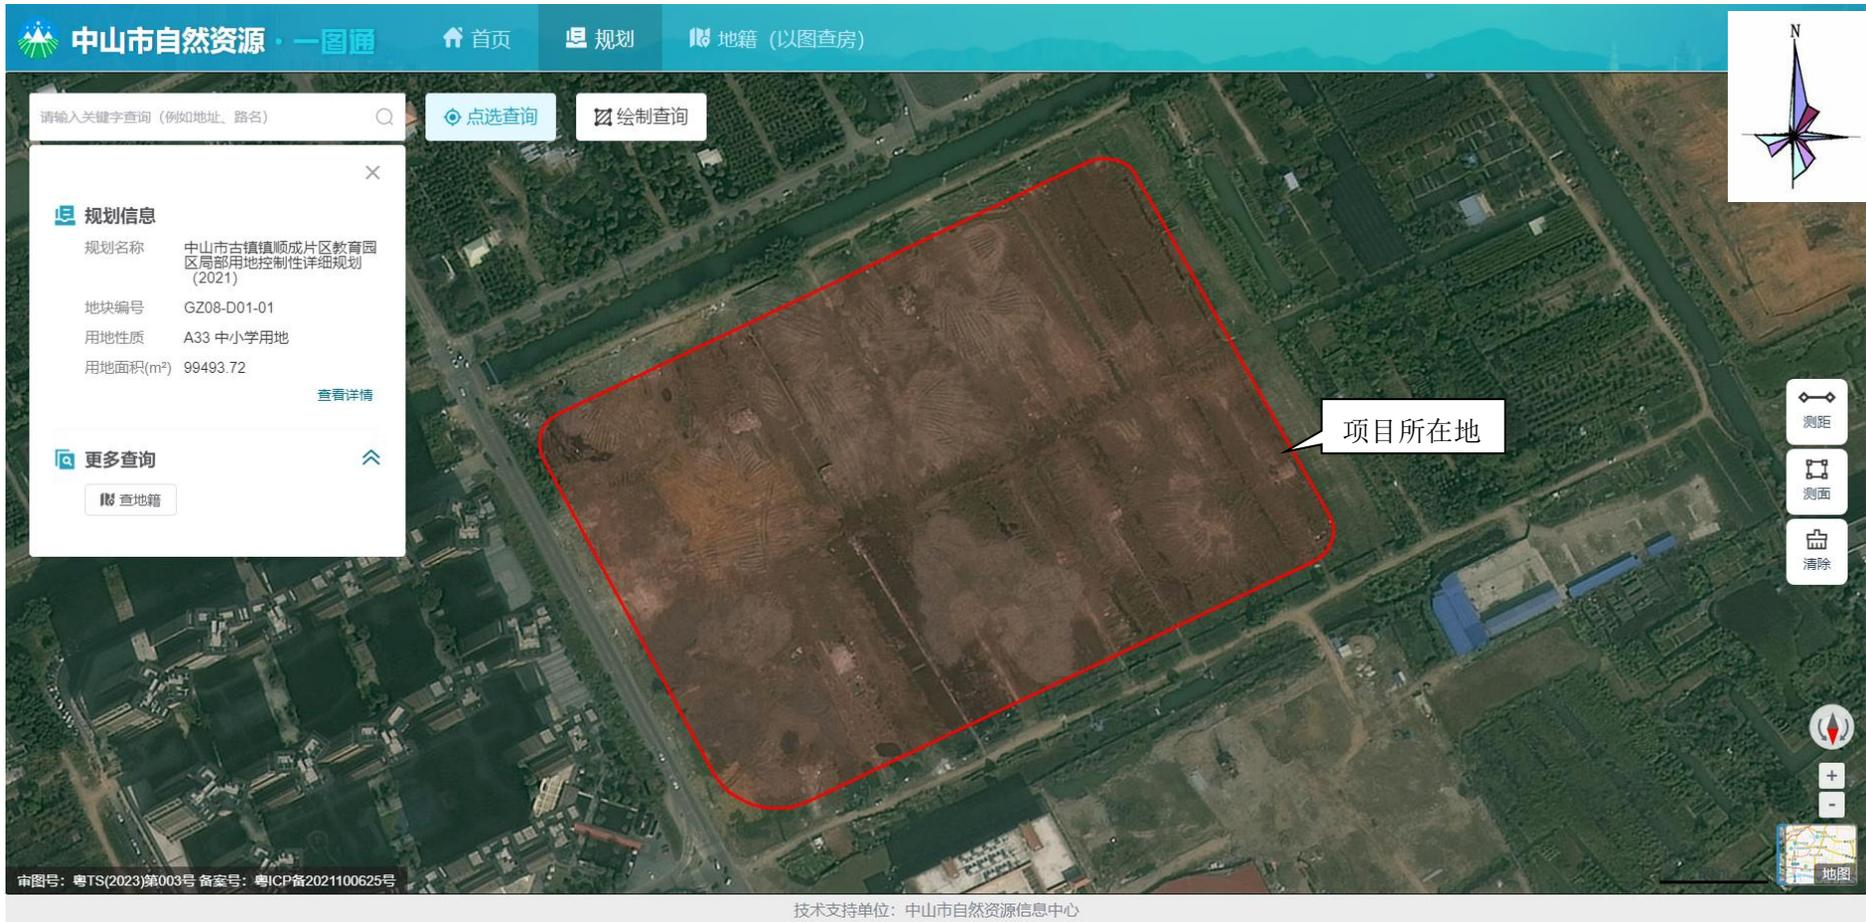 中山市自然资源 · 一图通
首页
规划
地籍（以图查房）
N
请输入关键字查询（例如地址、路名）
点选查询
绘制查询
规划信息
规划名称 中山市古镇镇顺成片区教育园
区局部用地控制性详细规划
（2021）
地块编号 GZ08-D01-01
用地性质 A33 中小学用地
用地面积(m²) 99493.72
查看详情
更多查询
查地籍
项目所在地
测距
测面
清除
+
-
地图
审图号：粤TS(2023)第003号 备案号：粤ICP备2021100625号
技术支持单位：中山市自然资源信息中心